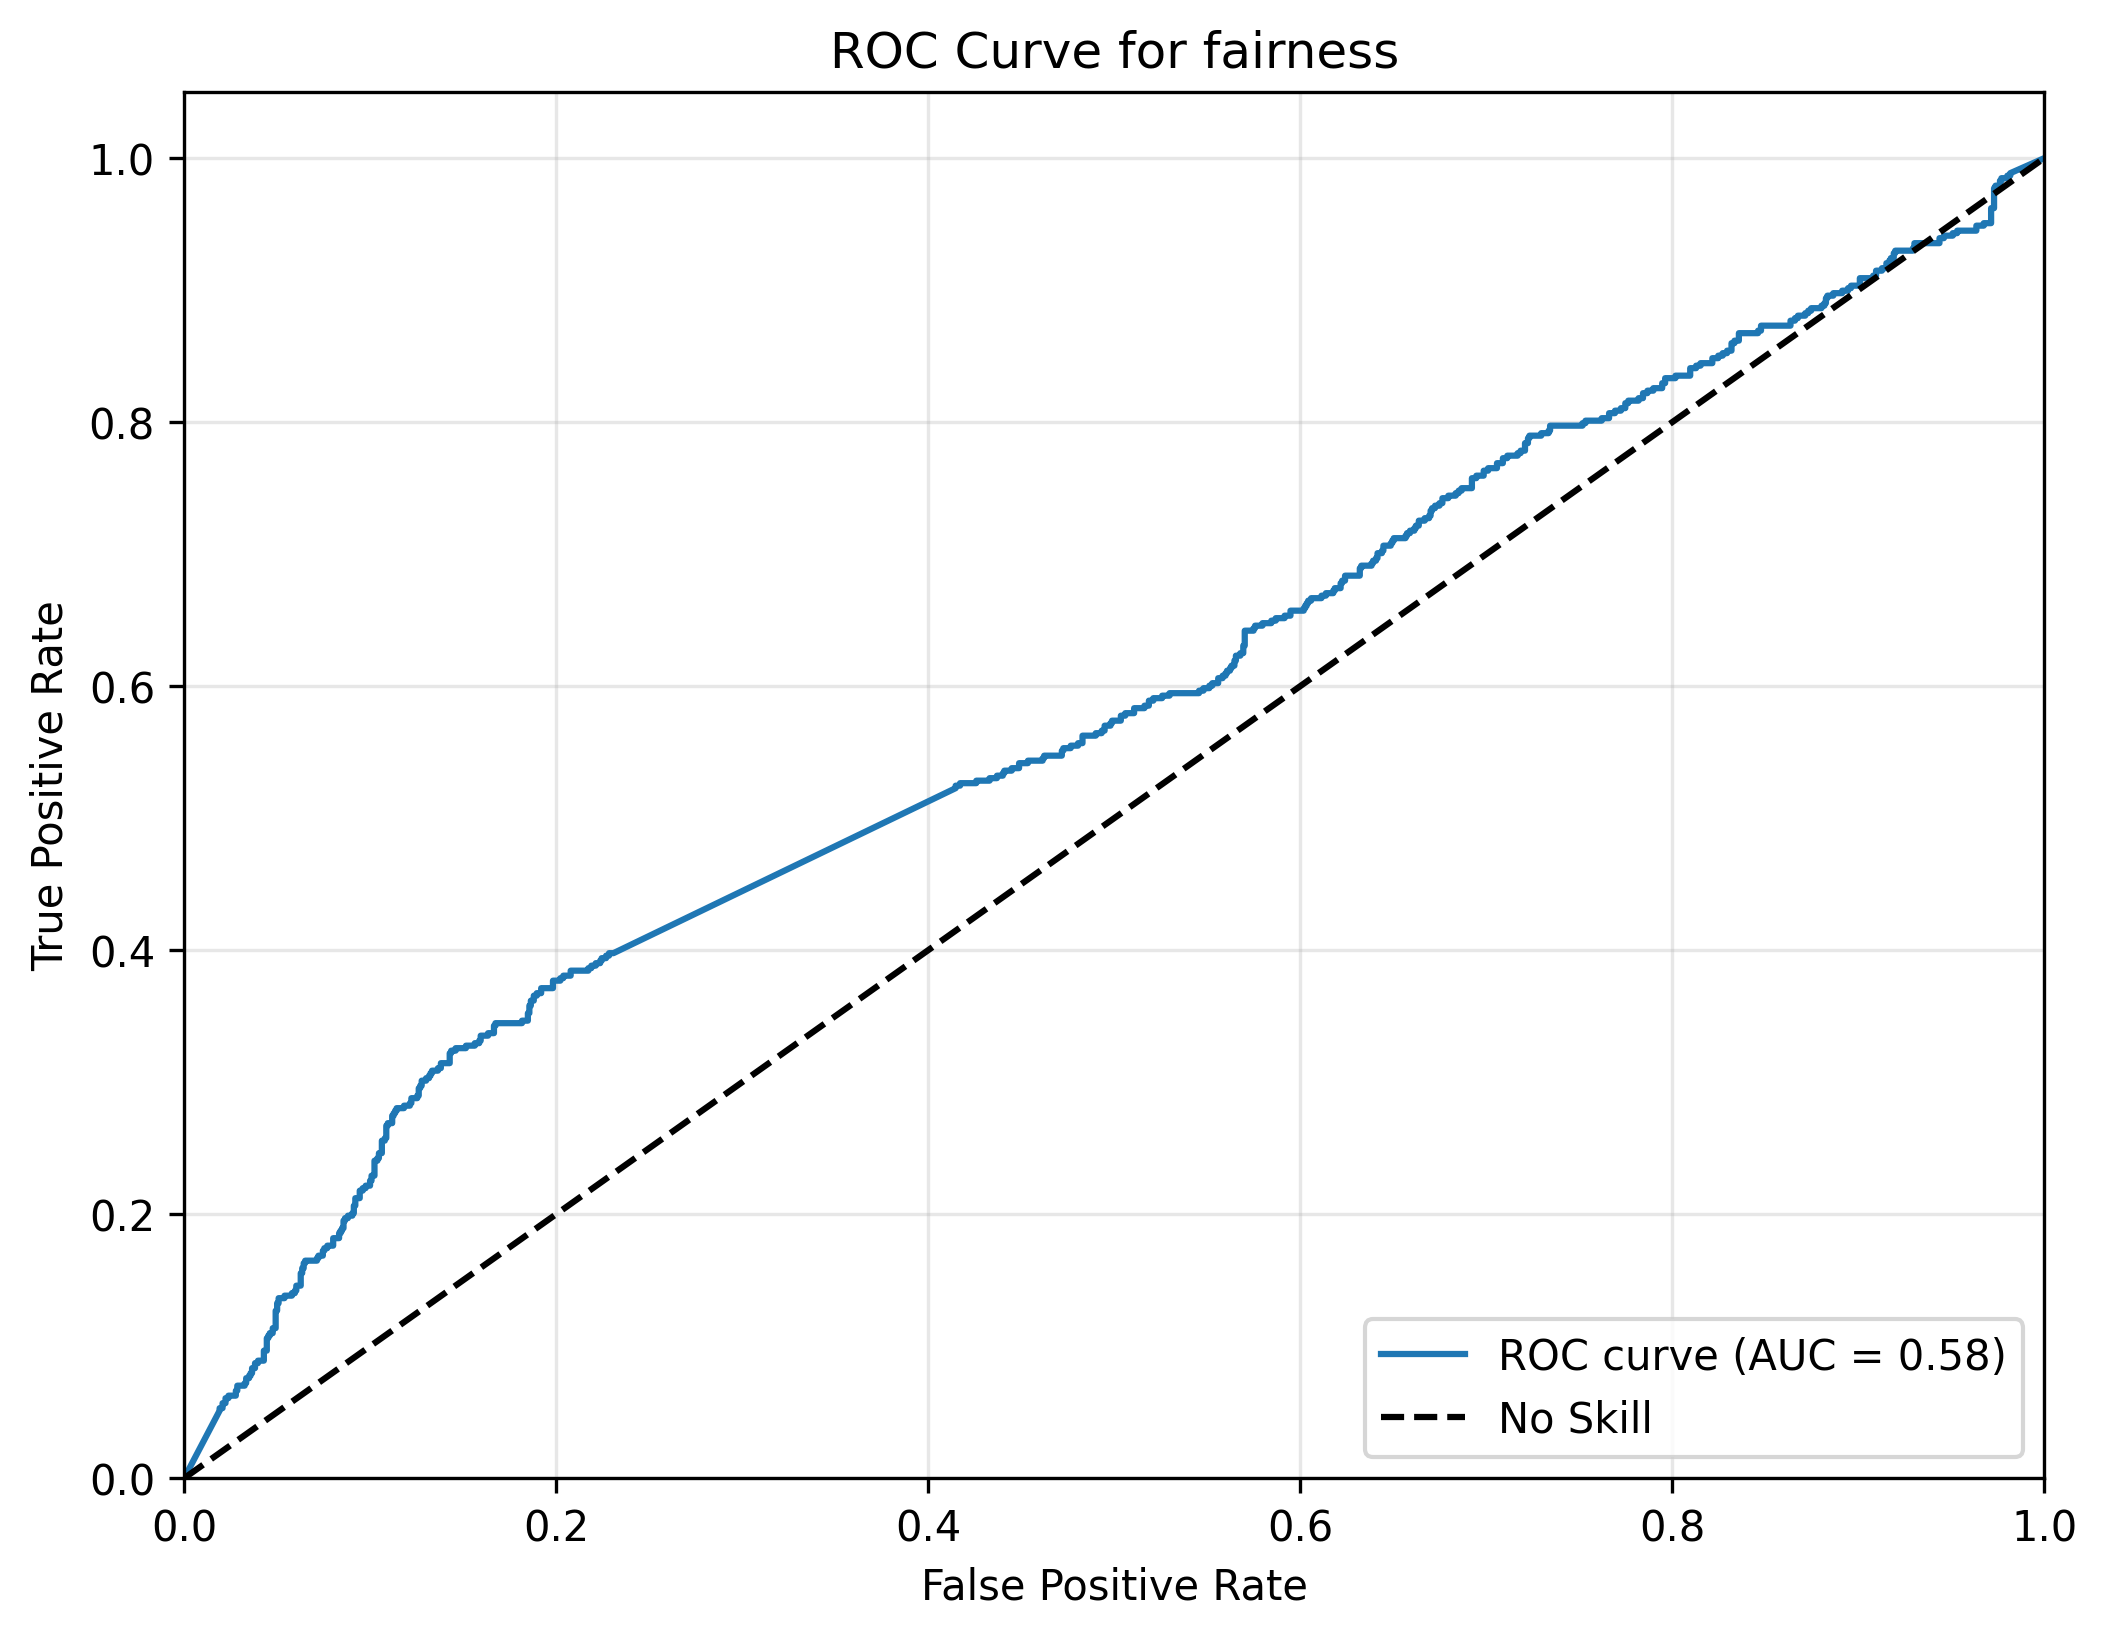 ROC Curve for fairness
True Positive Rate
1.0
0.8
0.6
0.4
0.2
0.0
0.0 0.2 0.4 0.6 0.8 1.0
False Positive Rate
ROC curve (AUC = 0.58)
No Skill